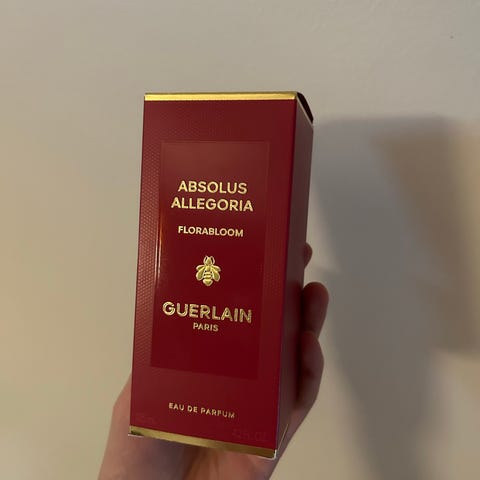 ABSOLUS
ALLEGORIA
FLORABLOOM
GUERLAIN
PARIS
EAU DE PARFUM